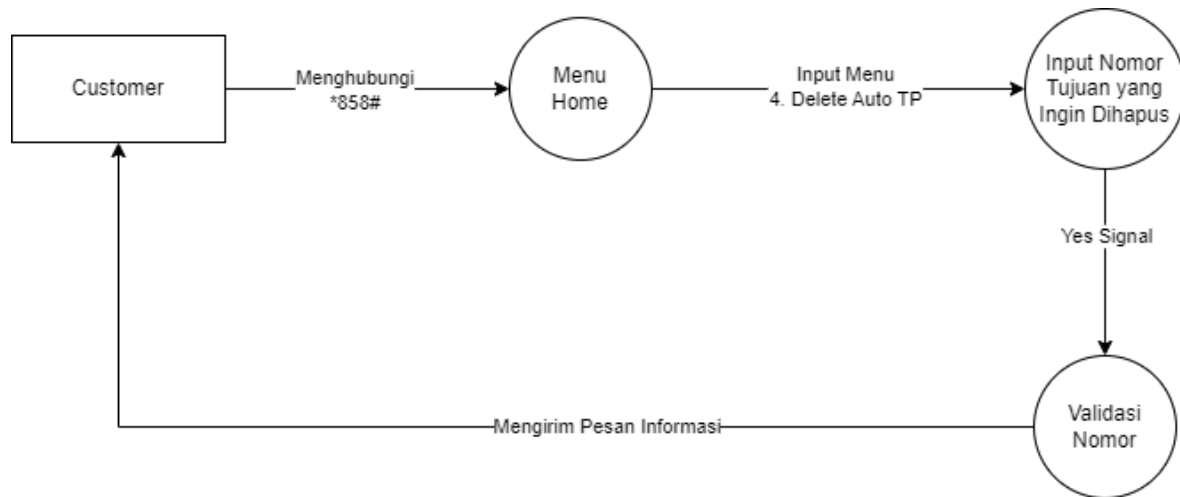 Customer
Menghubungi
*858#
Menu
Home
Input Menu
4. Delete Auto TP
Input Nomor
Tujuan yang
Ingin Dihapus
Yes Signal
Validasi
Nomor
Mengirim Pesan Informasi